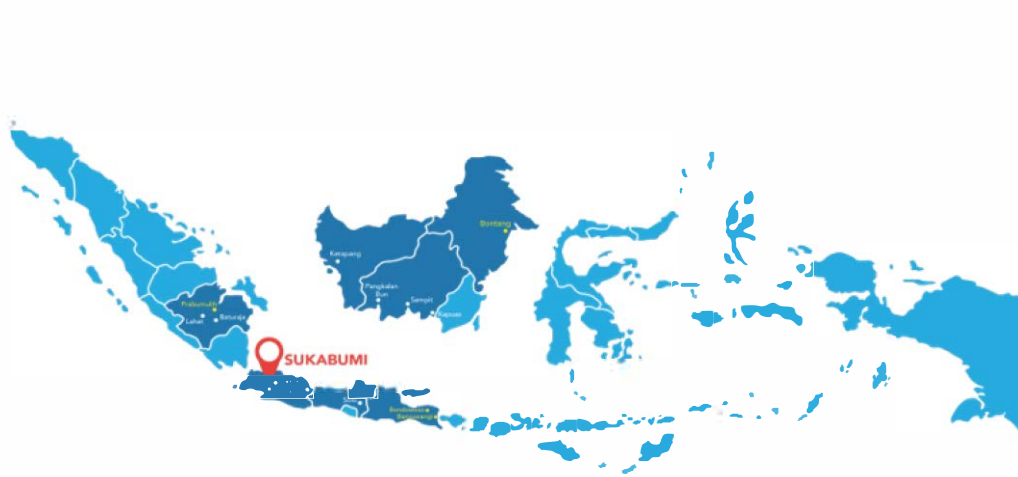 Bontang
Ketapang
Pangkalan
Bun
Sampit
Kapuas
Prabumulih
Lahat
Baturaja
SUKABUMI
Bondowoso
Banyuwangi